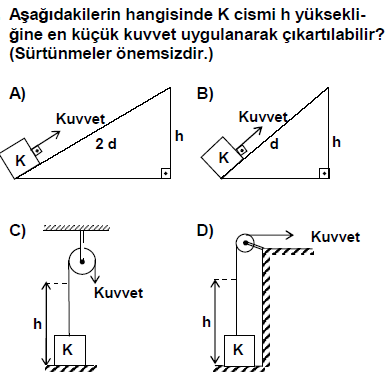 Aşağıdakilerin hangisinde K cismi h yüksekli-
ğine en küçük kuvvet uygulanarak çıkartılabilir?
(Sürtünmeler önemsizdir.)
A)
Kuvvet
2 d
h
K
B)
Kuvvet
d
h
K
C)
Kuvvet
h
K
D)
Kuvvet
h
K